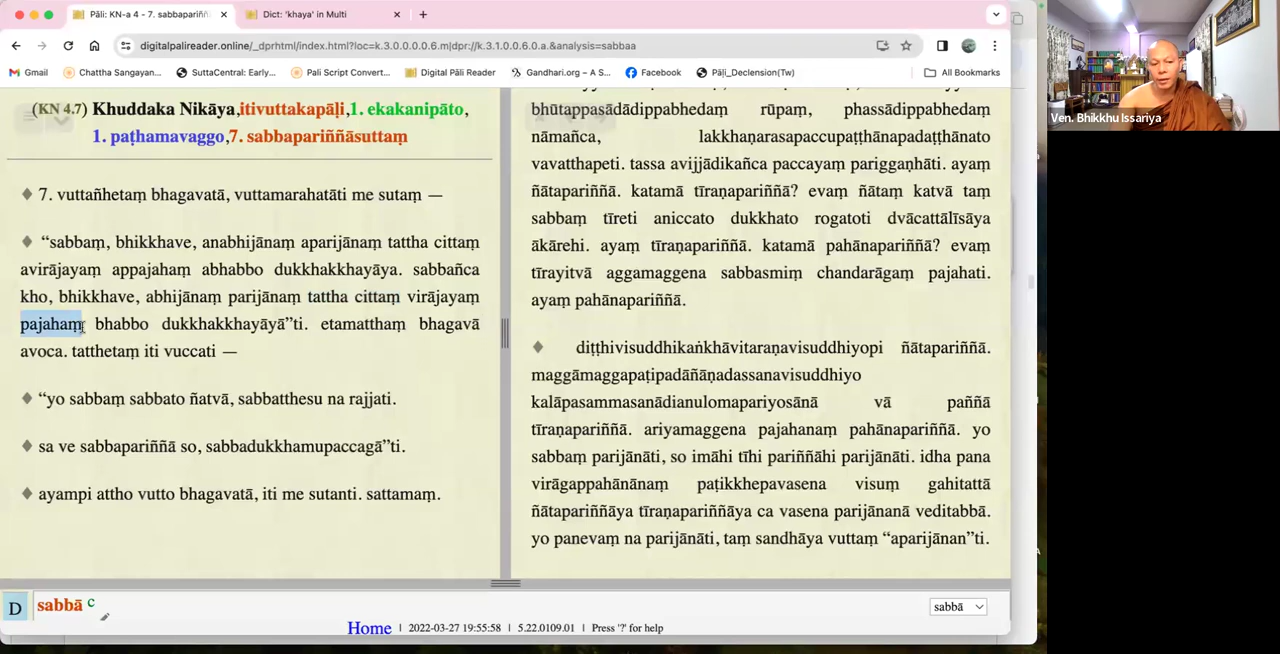 Pāli: KN-a 4 - 7. sabbapariññ
Dict: 'khaya' in Multi
digitalpalireader.online/_dprhtml/index.html?loc=k.3.0.0.0.0.6.m|dpr://k.3.1.0.0.6.0.a.&analysis=sabbaa
Gmail
Chattha Sangayan...
SuttaCentral: Early...
Pali Script Convert...
Digital Pāli Reader
Gandhari.org – A S...
Facebook
Pāḷi_Declension(Tw)
All Bookmarks
(KN 4.7) Khuddaka Nikāya,itivuttakapāḷi,1. ekakanipāto,
1. paṭhamavaggo,7. sabbapariññāsuttaṃ
7. vuttañhetaṃ bhagavatā, vuttamarahatāti me sutaṃ —
“sabbaṃ, bhikkhave, anabhijānaṃ aparijānaṃ tattha cittaṃ
avirājayaṃ appajahaṃ abhabbo dukkhakkhayāya. sabbañca
kho, bhikkhave, abhijānaṃ parijānaṃ tattha cittaṃ virājayaṃ
pajahaṃ bhabbo dukkhakkhayāyā”ti. etamatthaṃ bhagavā
avoca. tatthetaṃ iti vuccati —
“yo sabbaṃ sabbato ñatvā, sabbatthesu na rajjati.
sa ve sabbapariññā so, sabbadukkhamupaccagā”ti.
ayampi attho vutto bhagavatā, iti me sutanti. sattamaṃ.
bhūtappasādādippabhedaṃ rūpaṃ, phassādippabhedaṃ
nāmañca, lakkhaṇarasapaccupaṭṭhānapadaṭṭhānato
vavatthapeti. tassa avijjādikañca paccayaṃ pariggaṇhāti. ayaṃ
ñātapariññā. katamā tīraṇapariññā? evaṃ ñātaṃ katvā taṃ
sabbaṃ tīreti aniccato dukkhato rogatoti dvācattālīsāya
ākārehi. ayaṃ tīraṇapariññā. katamā pahānapariññā? evaṃ
tīrayitvā aggamaggena sabbasmiṃ chandarāgaṃ pajahati.
ayaṃ pahānapariññā.
diṭṭhivisuddhikaṅkhāvitaraṇavisuddhiyopi ñātapariññā.
maggāmaggapaṭipadāñāṇadassanavisuddhiyo
kalāpasammasanādianulomapariyosānā vā paññā
tīraṇapariññā. ariyamaggena pajahanaṃ pahānapariññā. yo
sabbaṃ parijānāti, so imāhi tīhi pariññāhi parijānāti. idha pana
virāgappahānānaṃ paṭikkhepavasena visuṃ gahitattā
ñātapariññāya tīraṇapariññāya ca vasena parijānanā veditabbā.
yo panevaṃ na parijānāti, taṃ sandhāya vuttaṃ “aparijānan”ti.
D sabbā c
sabbā
Home | 2022-03-27 19:55:58 | 5.22.0109.01 | Press '?' for help
Ven. Bhikkhu Issariya